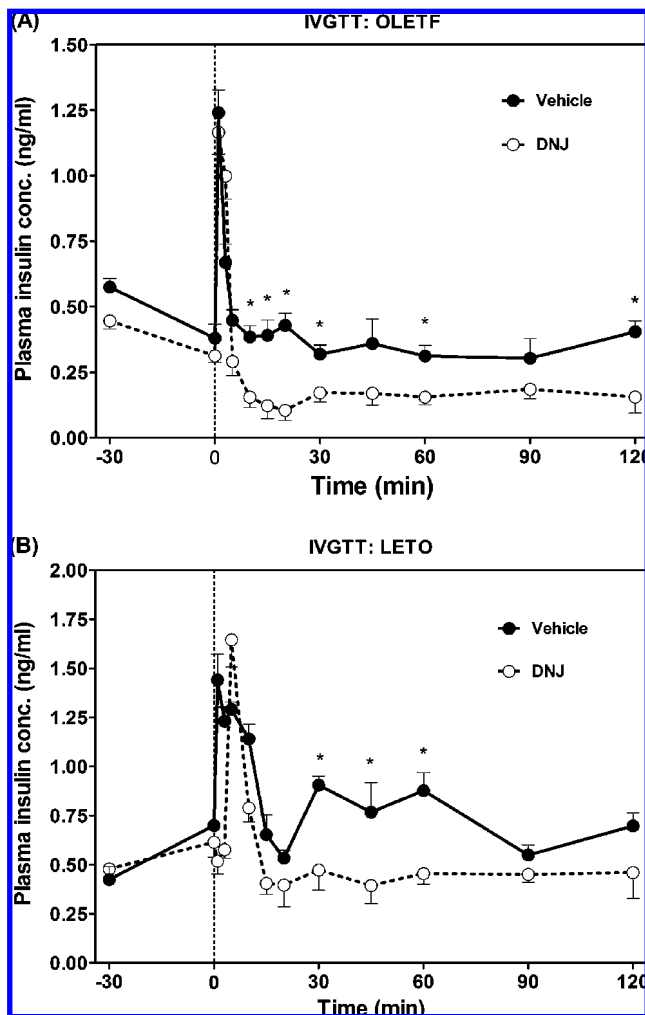 (A)
IVGTT: OLETF
Plasma insulin conc. (ng/ml)
1.50
1.25
1.00
0.75
0.50
0.25
0.00
Vehicle
DNJ
* * * * * *
-30 0 30 60 90 120
Time (min)
(B)
IVGTT: LETO
Plasma insulin conc. (ng/ml)
2.00
1.75
1.50
1.25
1.00
0.75
0.50
0.25
0.00
Vehicle
DNJ
* * *
-30 0 30 60 90 120
Time (min)